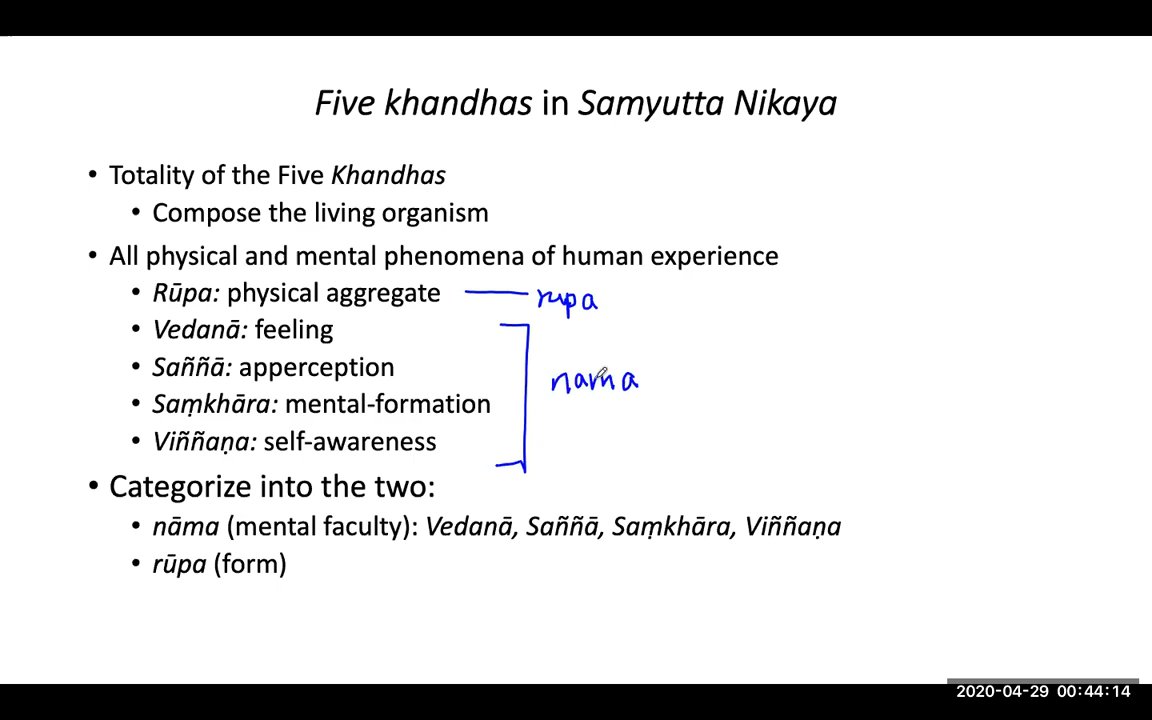 Five khandhas in Samyutta Nikaya
• Totality of the Five Khandhas
• Compose the living organism
• All physical and mental phenomena of human experience
• Rūpa: physical aggregate rupa
• Vedanā: feeling
• Saññā: apperception nama
• Saṃkhāra: mental-formation
• Viññaṇa: self-awareness
• Categorize into the two:
• nāma (mental faculty): Vedanā, Saññā, Saṃkhāra, Viññaṇa
• rūpa (form)
2020-04-29 00:44:14